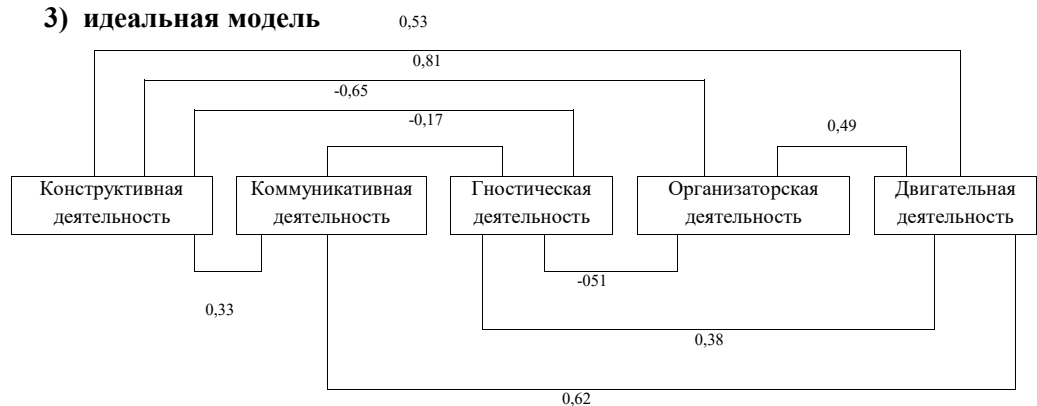 3) идеальная модель
0,53
0,81
-0,65
-0,17
0,49
Конструктивная
деятельность
Коммуникативная
деятельность
Гностическая
деятельность
Организаторская
деятельность
Двигательная
деятельность
-051
0,33
0,38
0,62